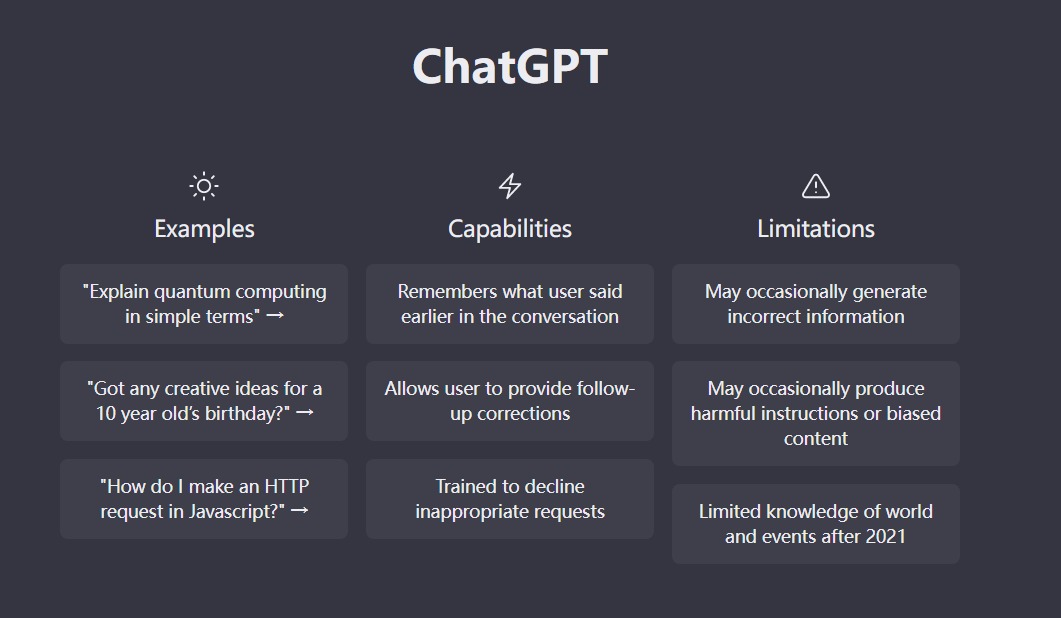 ChatGPT
Examples
"Explain quantum computing
in simple terms" →
"Got any creative ideas for a
10 year old’s birthday?" →
"How do I make an HTTP
request in Javascript?" →
Capabilities
Remembers what user said
earlier in the conversation
Allows user to provide follow-
up corrections
Trained to decline
inappropriate requests
Limitations
May occasionally generate
incorrect information
May occasionally produce
harmful instructions or biased
content
Limited knowledge of world
and events after 2021